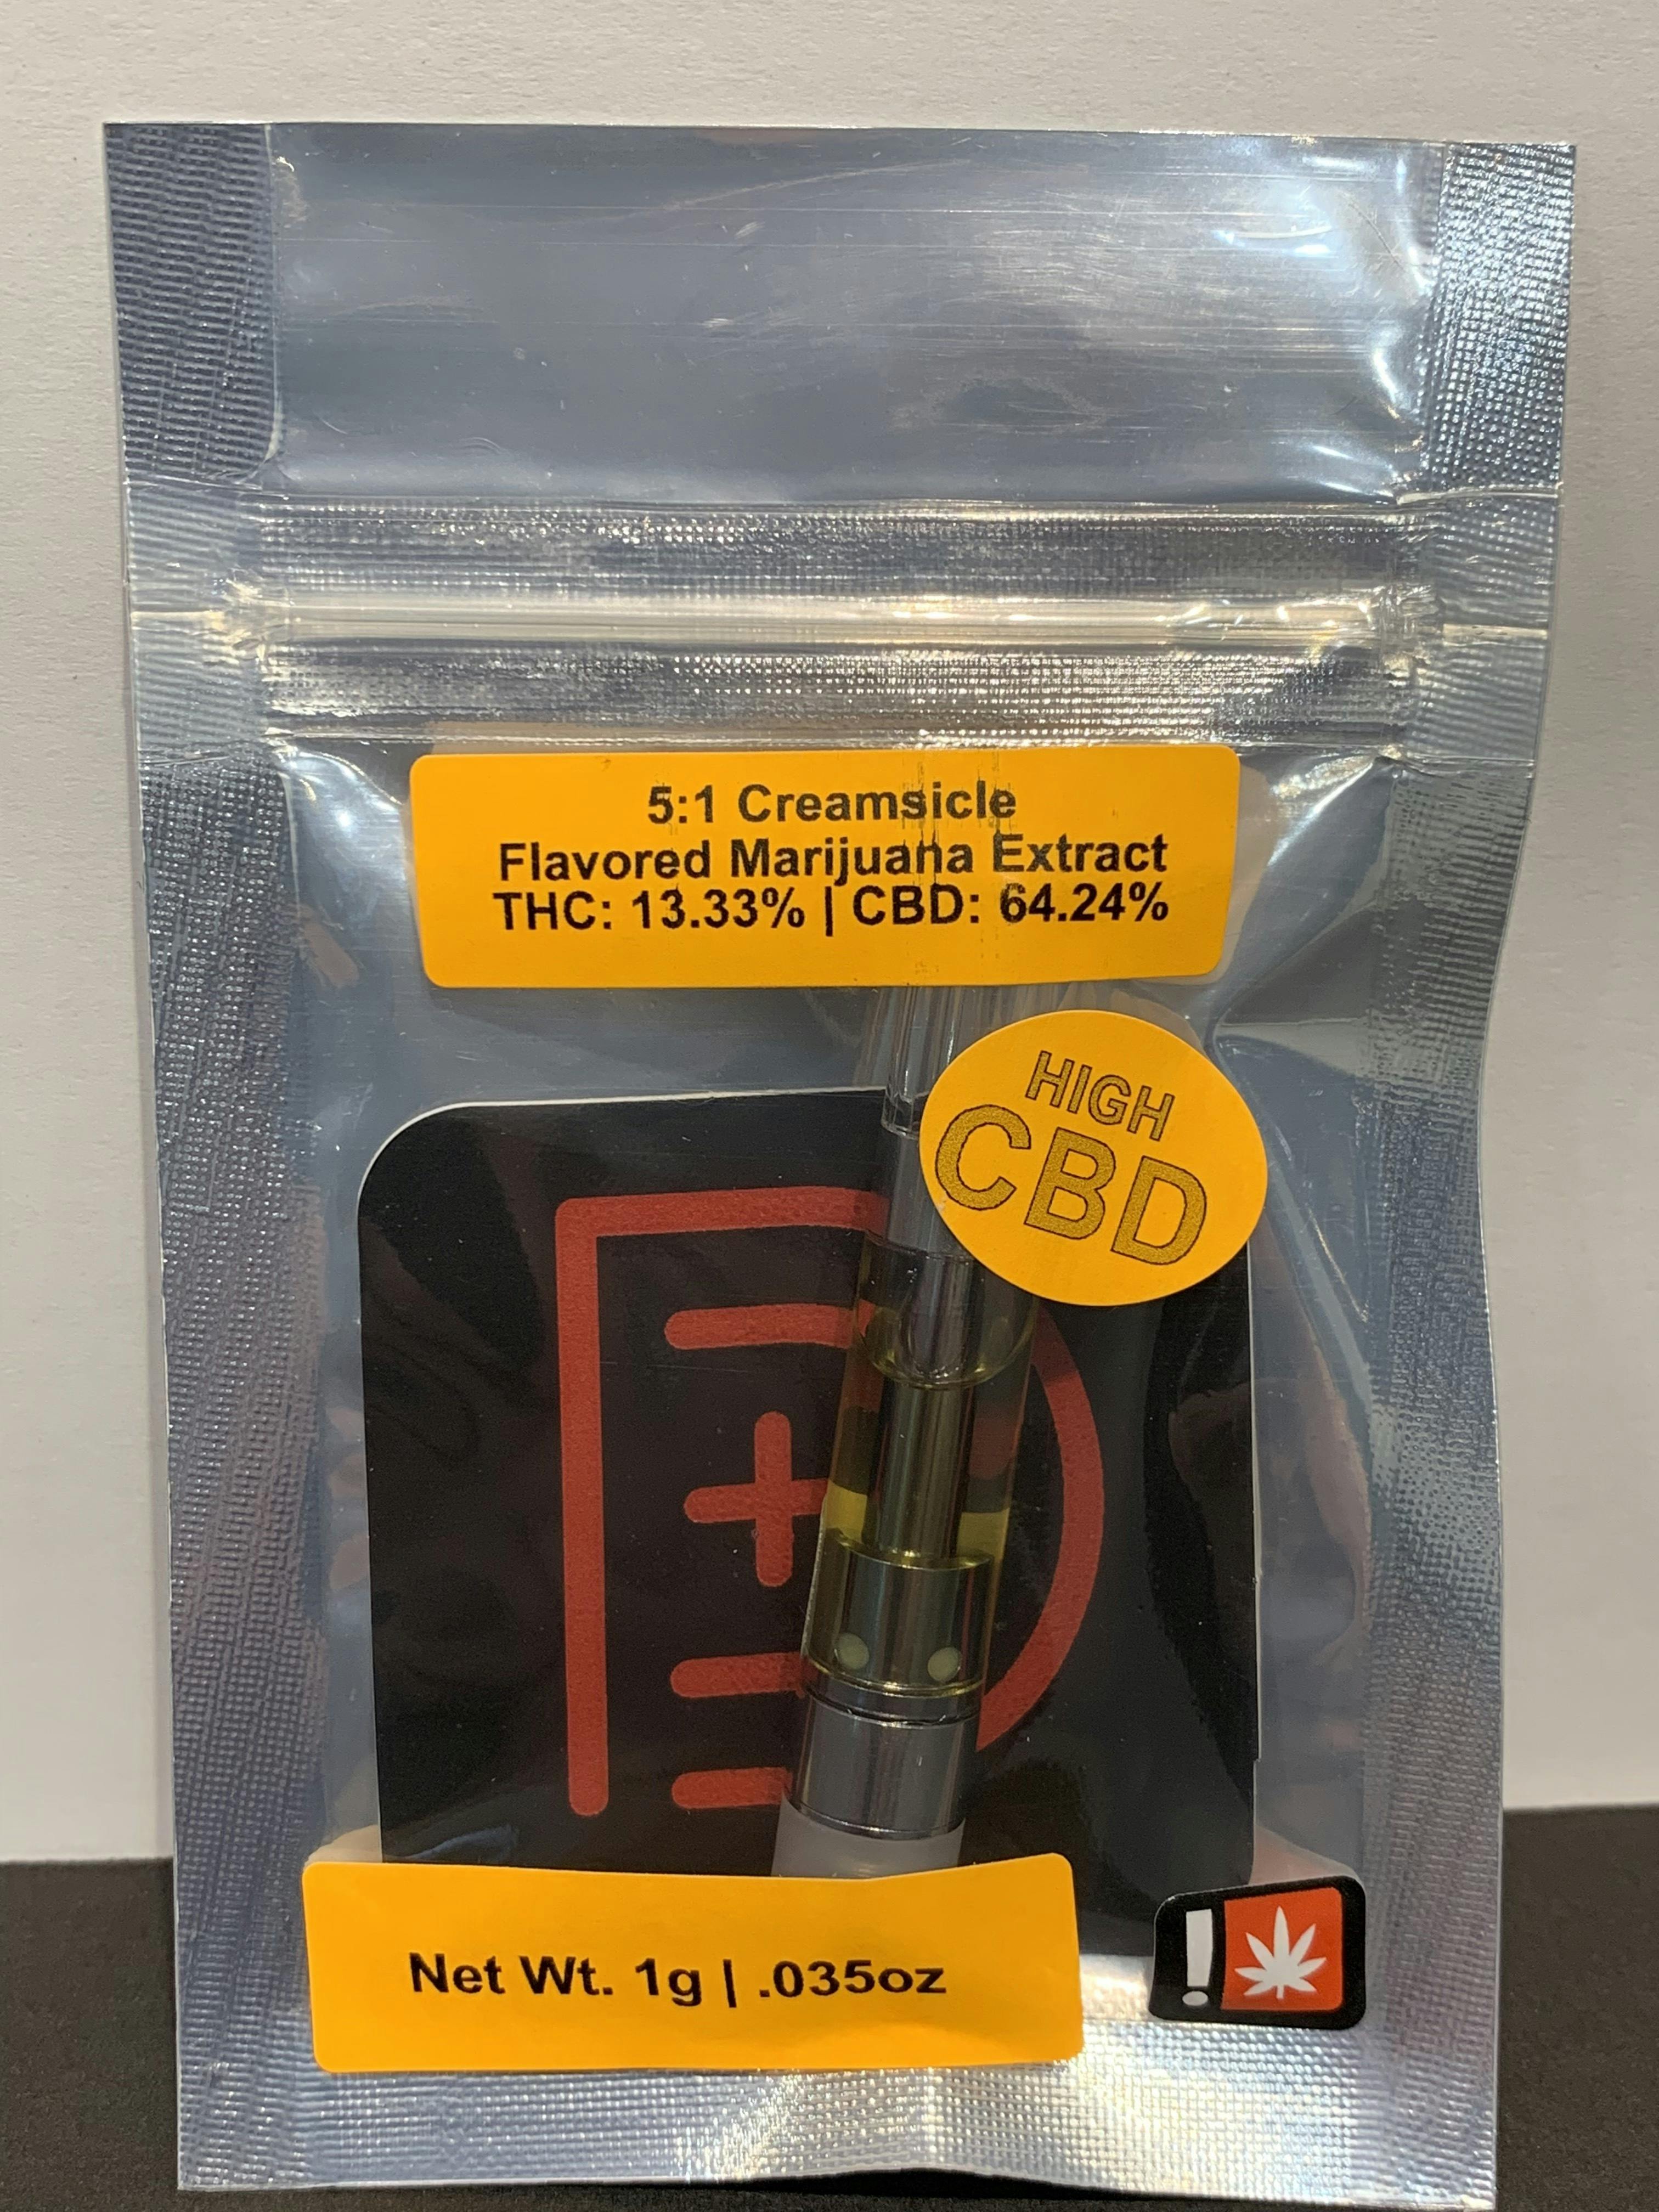 5:1 Creamsicle
Flavored Marijuana Extract
THC: 13.33% | CBD: 64.24%
HIGH
CBD
Net Wt. 1g | .035oz
!